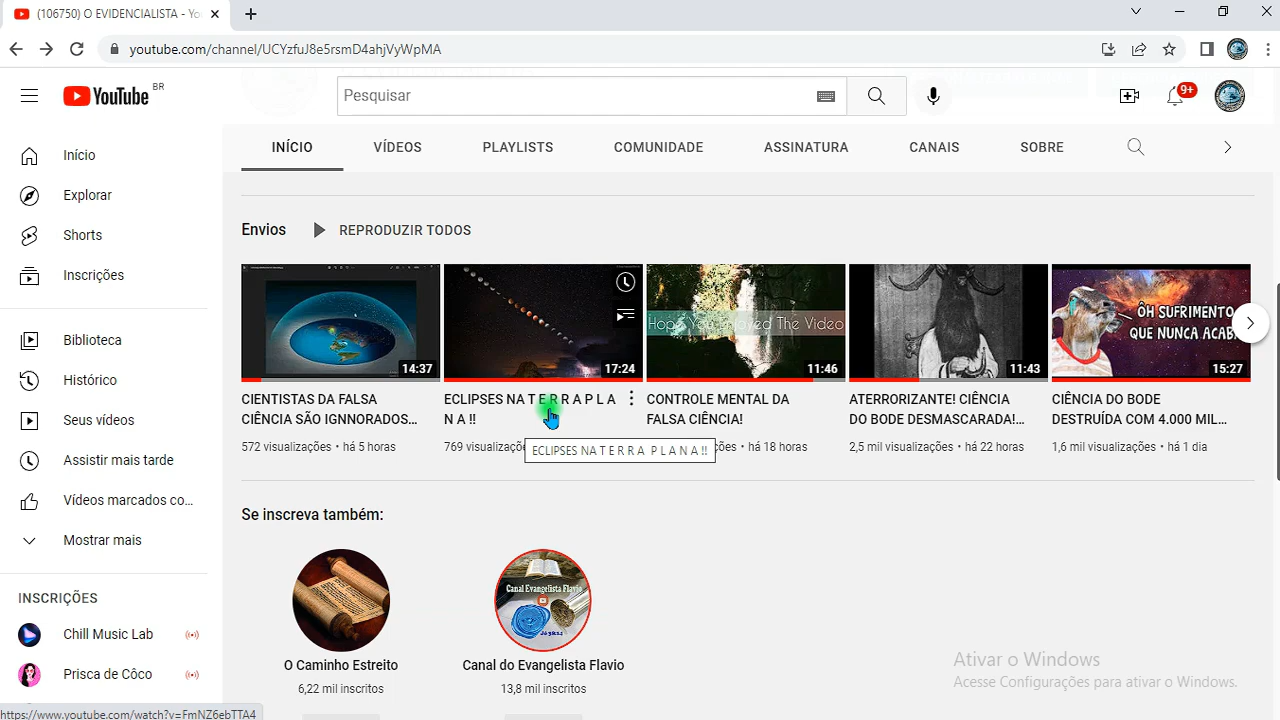 (106750) O EVIDENCIALISTA - Yo
youtube.com/channel/UCYzfuJ8e5rsmD4ahjVyWpMA
YouTube BR
Pesquisar
9+
INÍCIO VÍDEOS PLAYLISTS COMUNIDADE ASSINATURA CANAIS SOBRE
Início
Explorar
Shorts
Inscrições
Biblioteca
Histórico
Seus vídeos
Assistir mais tarde
Vídeos marcados co...
Mostrar mais
INSCRIÇÕES
Chill Music Lab
Prisca de Côco
Envios REPRODUZIR TODOS
14:37
CIENTISTAS DA FALSA
CIÊNCIA SÃO IGNNORADOS...
572 visualizações • há 5 horas
17:24
ECLIPSES NA T E R R A P L A
N A !!
769 visualizaçõe
ECLIPSES NA T E R R A P L A N A !!
Hope You Enjoyed The Video
11:46
CONTROLE MENTAL DA
FALSA CIÊNCIA!
ções • há 18 horas
11:43
ATERRORIZANTE! CIÊNCIA
DO BODE DESMASCARADA!...
2,5 mil visualizações • há 22 horas
ÔH SUFRIMENTO
QUE NUNCA ACAB
15:27
CIÊNCIA DO BODE
DESTRUÍDA COM 4.000 MIL...
1,6 mil visualizações • há 1 dia
Se inscreva também:
O Caminho Estreito
6,22 mil inscritos
Canal Evangelista Flavio
Jó 38:22
Canal do Evangelista Flavio
13,8 mil inscritos
Ativar o Windows
Acesse Configurações para ativar o Windows.
https://www.youtube.com/watch?v=FmNZ6ebTTA4